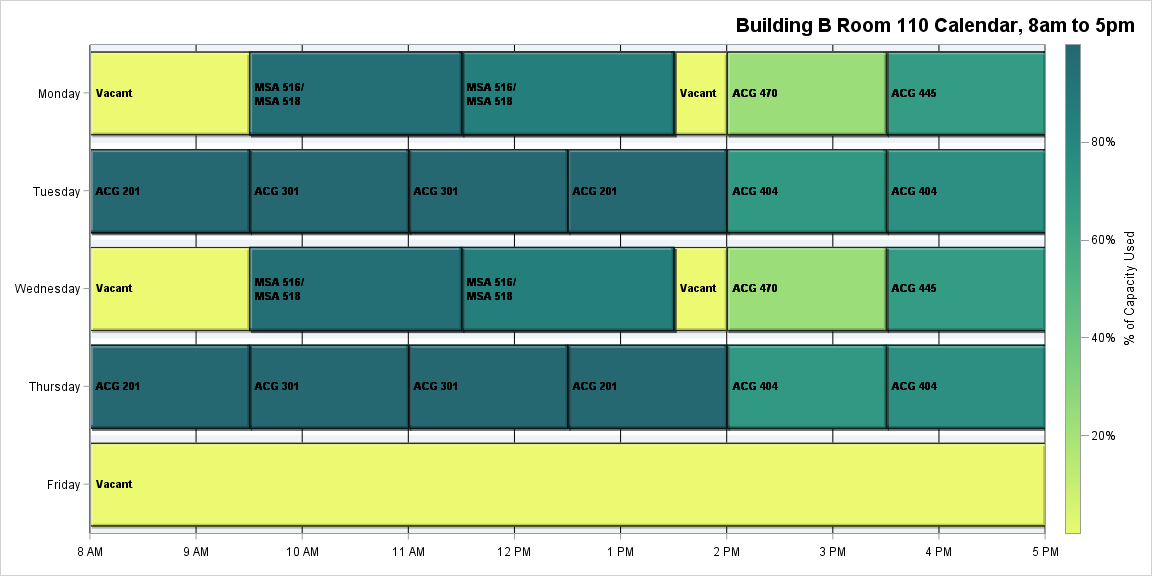 Building B Room 110 Calendar, 8am to 5pm
Monday
Vacant
MSA 516/
MSA 518
MSA 516/
MSA 518
Vacant
ACG 470
ACG 445
Tuesday
ACG 201
ACG 301
ACG 301
ACG 201
ACG 404
ACG 404
Wednesday
Vacant
MSA 516/
MSA 518
MSA 516/
MSA 518
Vacant
ACG 470
ACG 445
Thursday
ACG 201
ACG 301
ACG 301
ACG 201
ACG 404
ACG 404
Friday
Vacant
8 AM
9 AM
10 AM
11 AM
12 PM
1 PM
2 PM
3 PM
4 PM
5 PM
80%
60%
40%
20%
% of Capacity Used